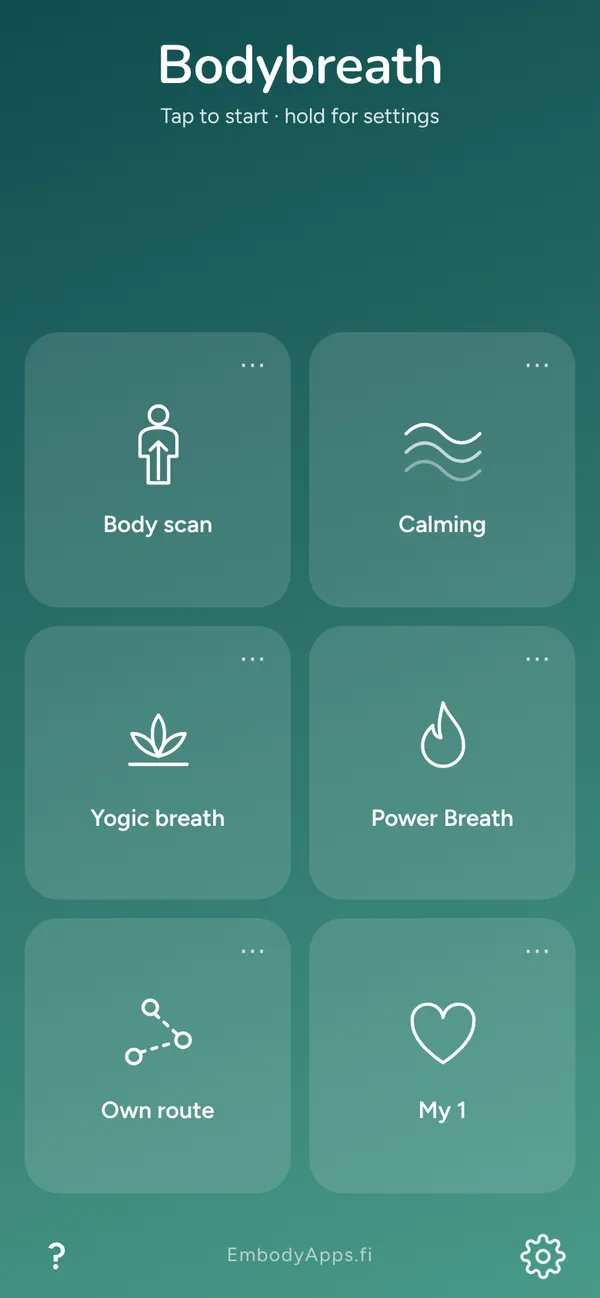 Bodybreath
Tap to start · hold for settings
...
...
Body scan
Calming
...
...
Yogic breath
Power Breath
...
...
Own route
My 1
?
EmbodyApps.fi